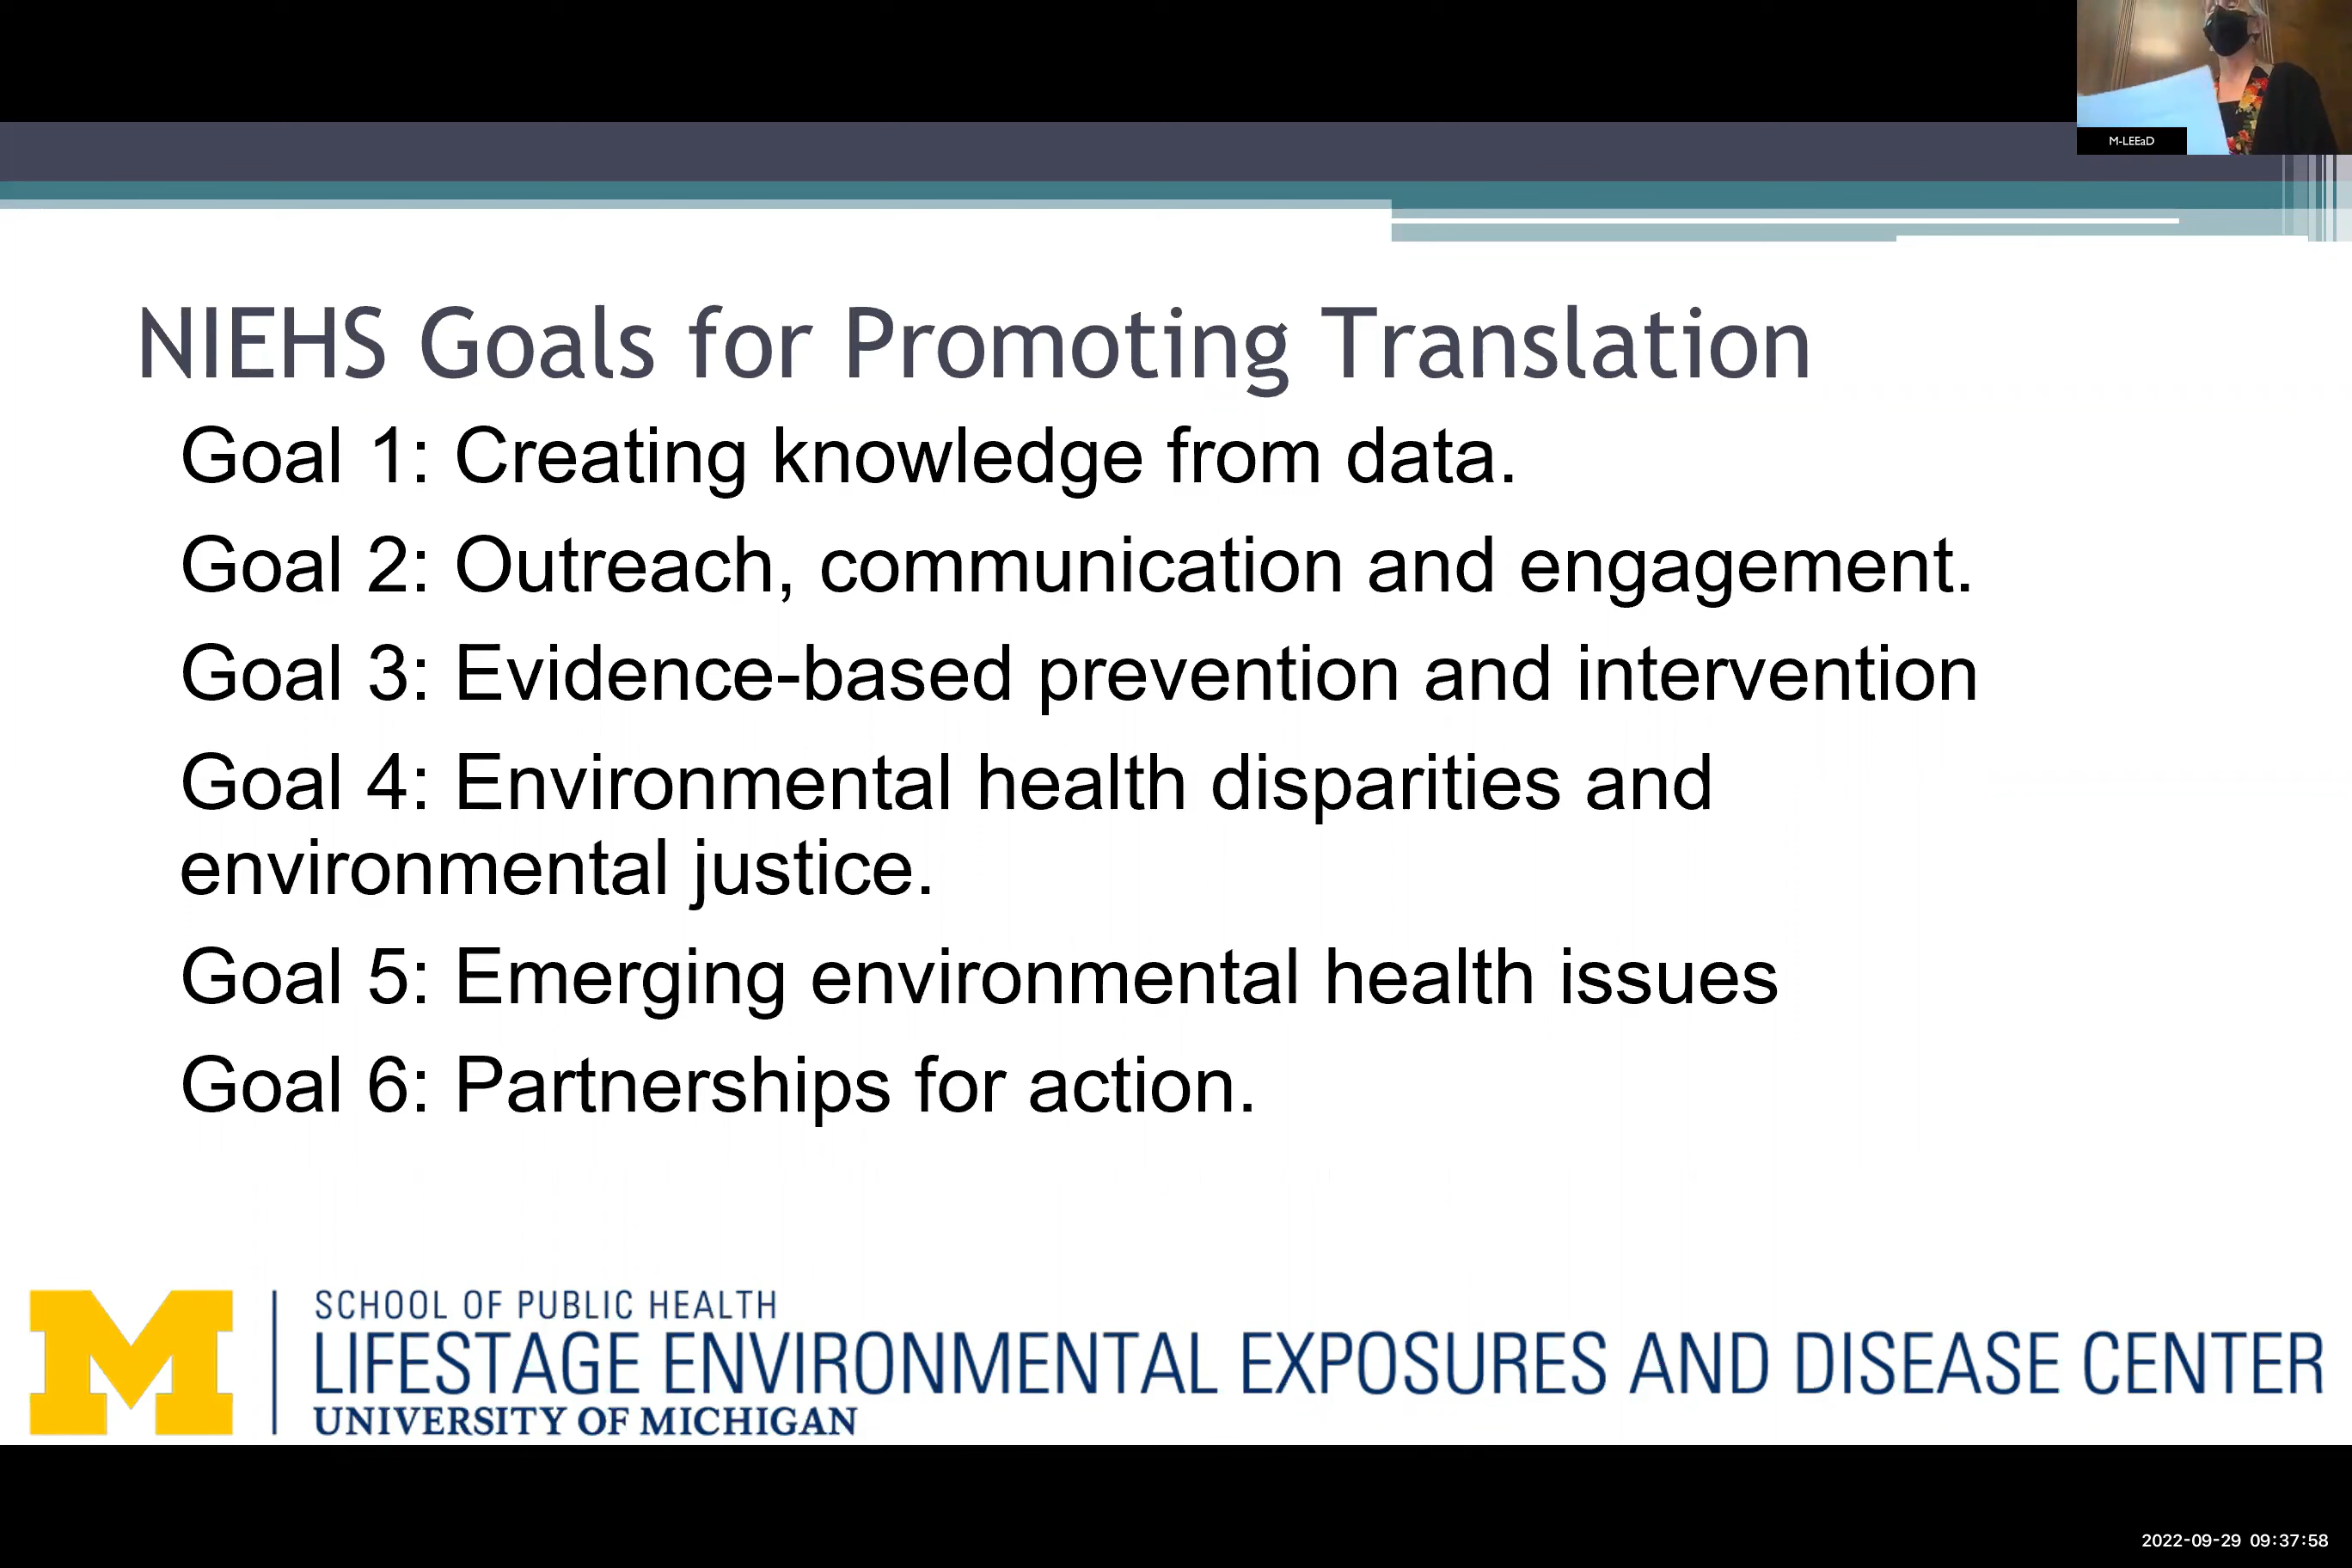 M-LEEaD
NIEHS Goals for Promoting Translation
Goal 1: Creating knowledge from data.
Goal 2: Outreach, communication and engagement.
Goal 3: Evidence-based prevention and intervention
Goal 4: Environmental health disparities and
environmental justice.
Goal 5: Emerging environmental health issues
Goal 6: Partnerships for action.
M
SCHOOL OF PUBLIC HEALTH
LIFESTAGE ENVIRONMENTAL EXPOSURES AND DISEASE CENTER
UNIVERSITY OF MICHIGAN
2022-09-29 09:37:58